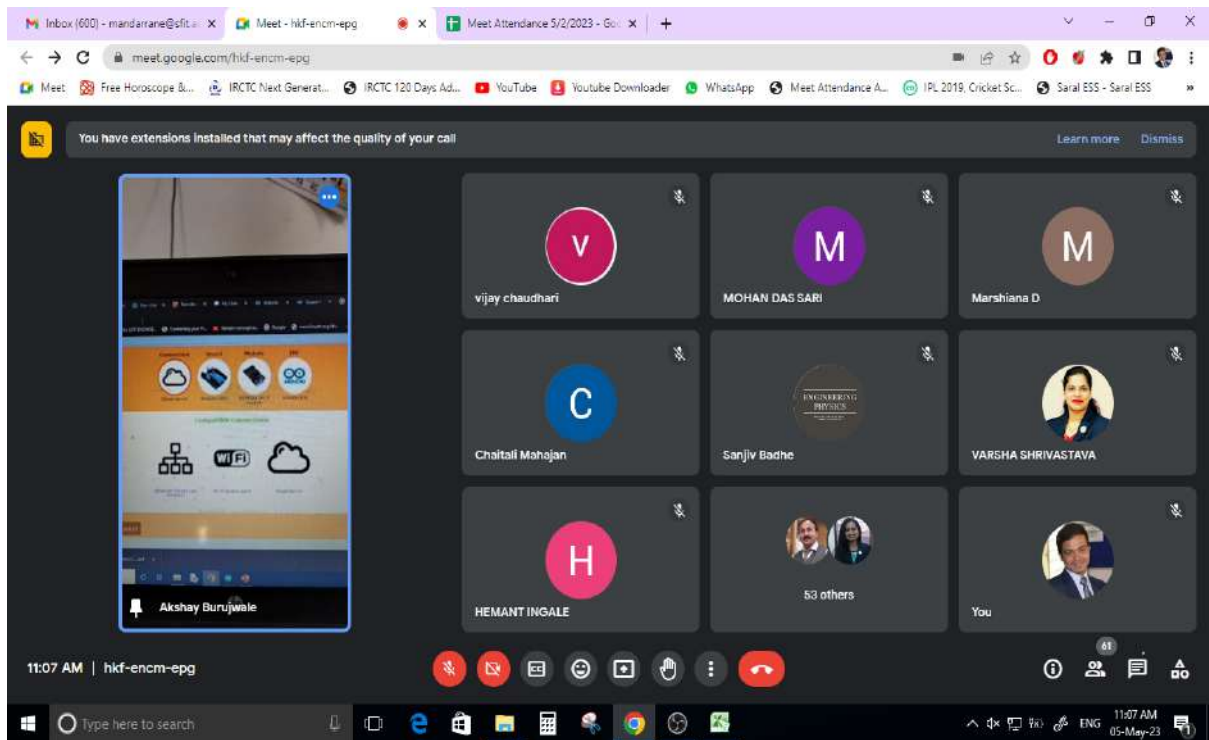 Inbox (600) - mandarrane@sfit.a
Meet - hkf-encm-epg
Meet Attendance 5/2/2023 - Goo
meet.google.com/hkf-encm-epg
Meet
Free Horoscope &...
IRCTC Next Generat...
IRCTC 120 Days Ad...
YouTube
Youtube Downloader
WhatsApp
Meet Attendance A...
IPL 2019, Cricket Sc...
Saral ESS - Saral ESS
»
You have extensions installed that may affect the quality of your call
Learn more
Dismiss
V
vijay chaudhari
M
MOHAN DAS SARI
M
Marshiana D
WiFi
Akshay Burujwale
C
Chaitali Mahajan
ENGINEERING
PHYSICS
Sanjiv Badhe
VARSHA SHRIVASTAVA
H
HEMANT INGALE
53 others
You
11:07 AM | hkf-encm-epg
61
Type here to search
ENG
11:07 AM
05-May-23
1